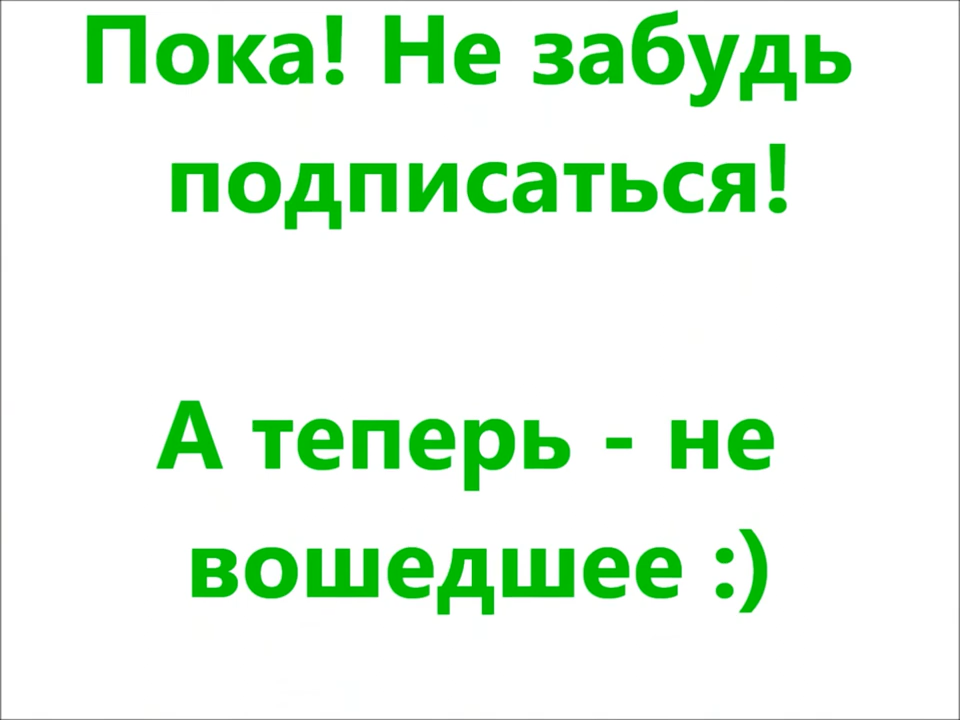 Пока! Не забудь
подписаться!
А теперь - не
вошедшее :)